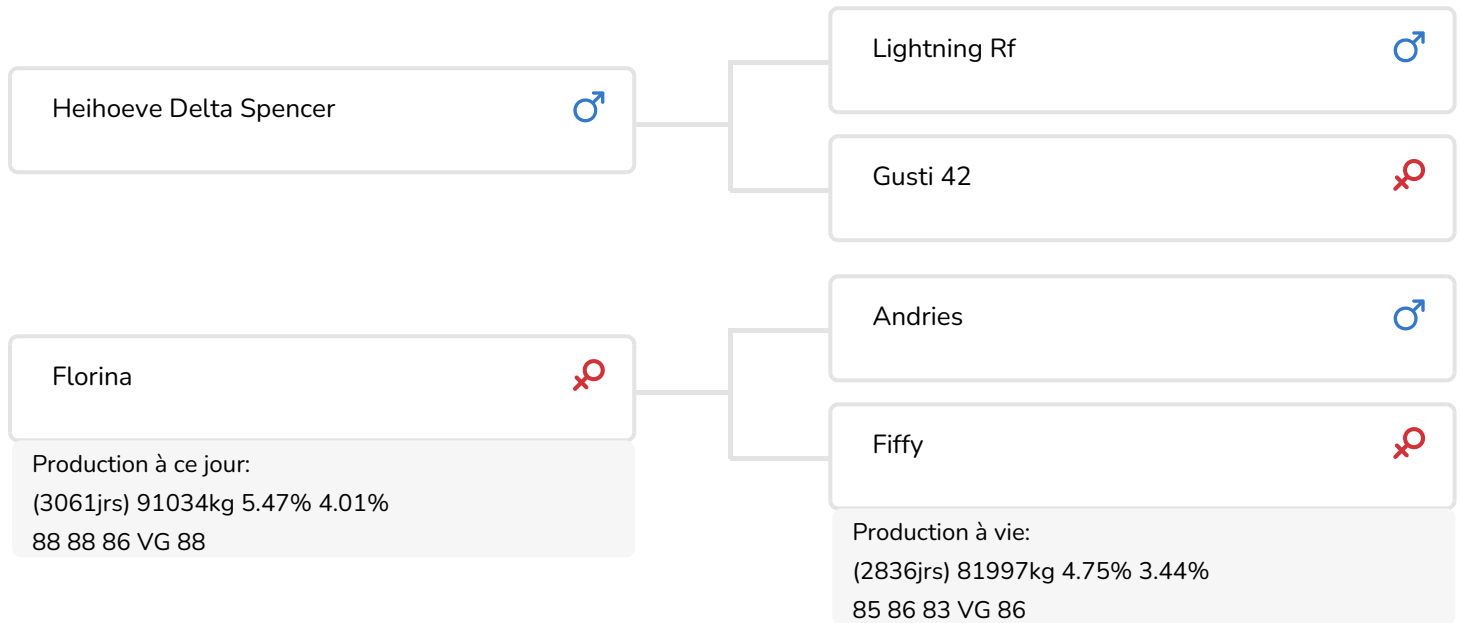 Heihoeve Delta Spencer
Lightning Rf
Gusti 42
Florina
Production à ce jour:
(3061jrs) 91034kg 5.47% 4.01%
88 88 86 VG 88
Andries
Fiffy
Production à vie:
(2836jrs) 81997kg 4.75% 3.44%
85 86 83 VG 86